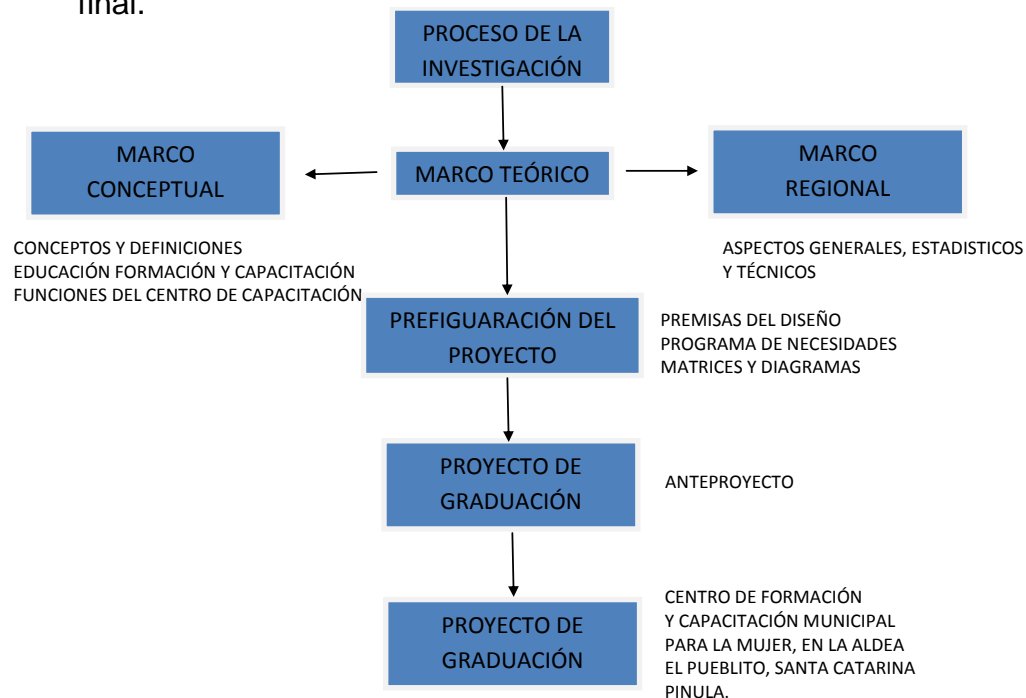 final.
PROCESO DE LA
INVESTIGACIÓN
MARCO
CONCEPTUAL
MARCO TEÓRICO
MARCO
REGIONAL
CONCEPTOS Y DEFINICIONES
EDUCACIÓN FORMACIÓN Y CAPACITACIÓN
FUNCIONES DEL CENTRO DE CAPACITACIÓN
ASPECTOS GENERALES, ESTADISTICOS
Y TÉCNICOS
PREFIGUARACIÓN DEL
PROYECTO
PREMISAS DEL DISEÑO
PROGRAMA DE NECESIDADES
MATRICES Y DIAGRAMAS
PROYECTO DE
GRADUACIÓN
ANTEPROYECTO
PROYECTO DE
GRADUACIÓN
CENTRO DE FORMACIÓN
Y CAPACITACIÓN MUNICIPAL
PARA LA MUJER, EN LA ALDEA
EL PUEBLITO, SANTA CATARINA
PINULA.